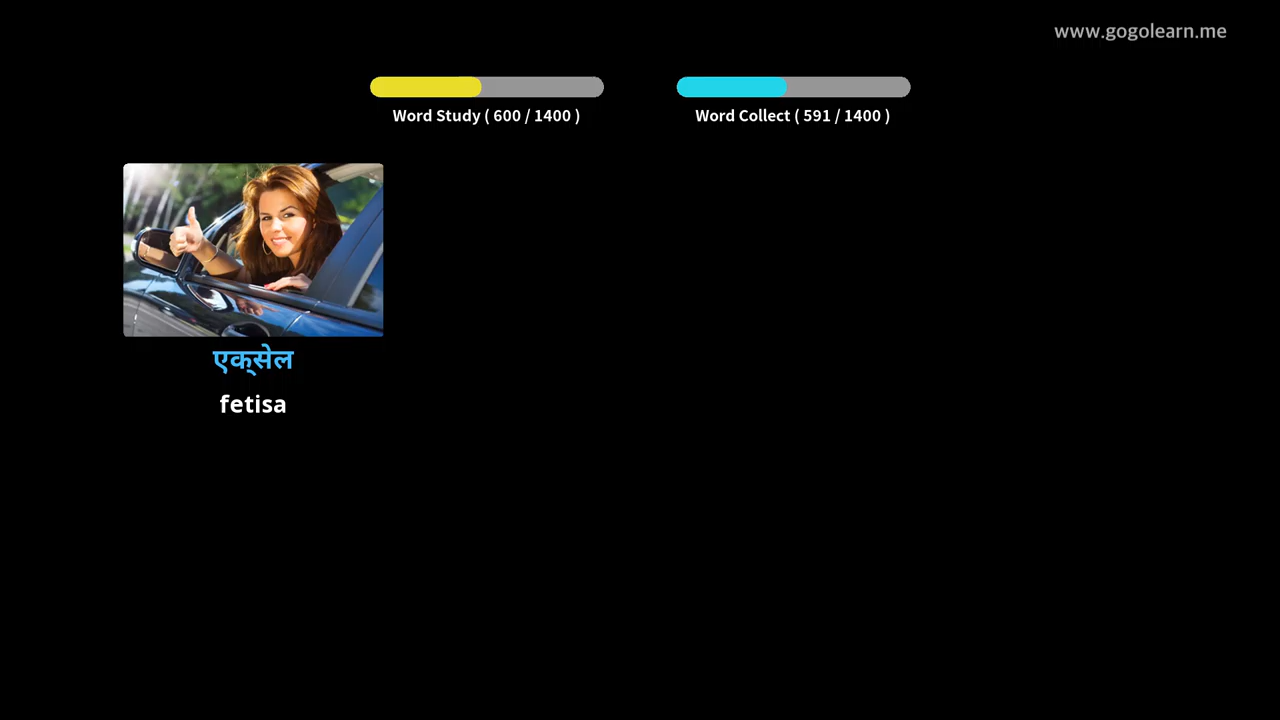 www.gogolearn.me
Word Study ( 600 / 1400 )
Word Collect ( 591 / 1400 )
एक्सेल
fetisa